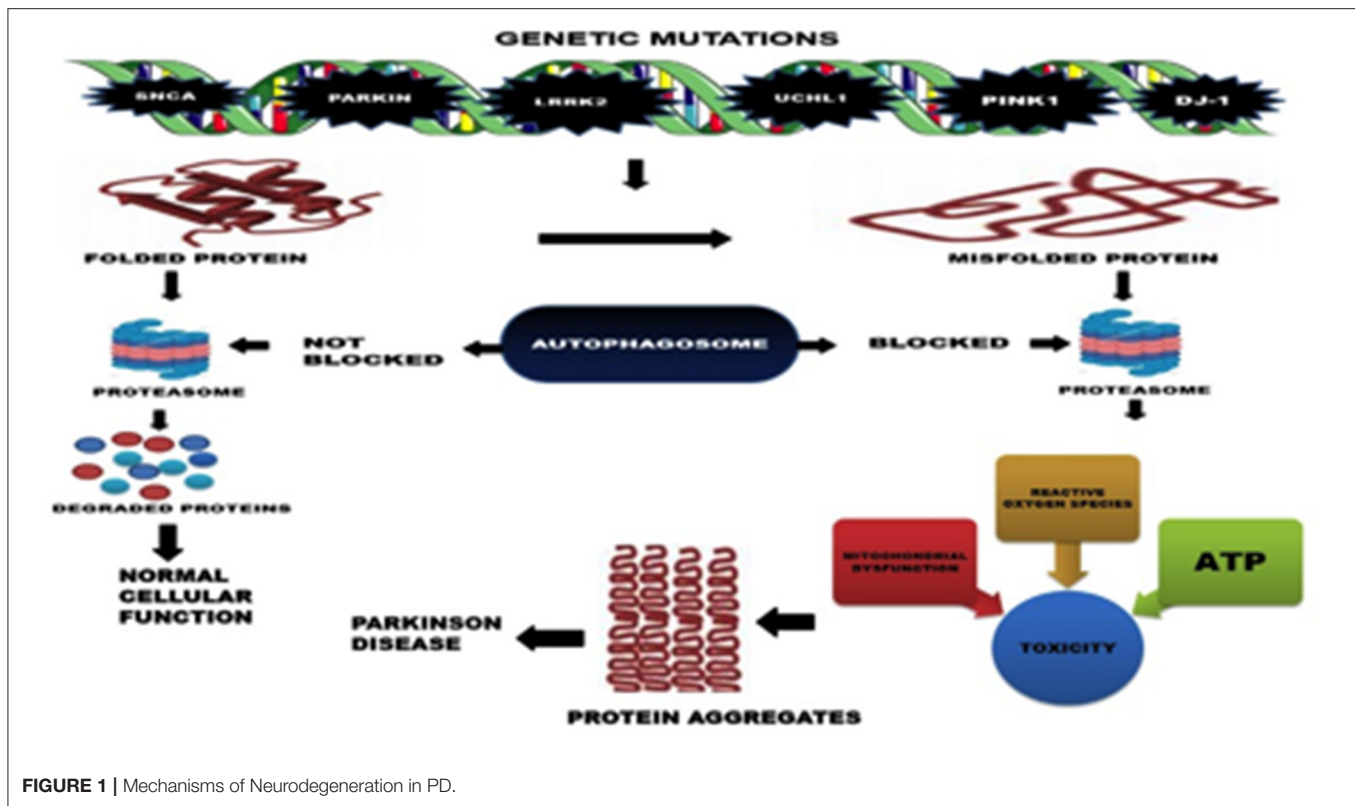 GENETIC MUTATIONS
SNCA
PARKIN
LRRK2
UCHL1
PINK1
DJ-1
FOLDED PROTEIN
MISFOLDED PROTEIN
NOT
BLOCKED
AUTOPHAGOSOME
BLOCKED
PROTEASOME
PROTEASOME
DEGRADED PROTEINS
NORMAL
CELLULAR
FUNCTION
REACTIVE
OXYGEN SPECIES
MITOCHONDRIAL
DYSFUNCTION
ATP
TOXICITY
PARKINSON
DISEASE
PROTEIN AGGREGATES
FIGURE 1 | Mechanisms of Neurodegeneration in PD.